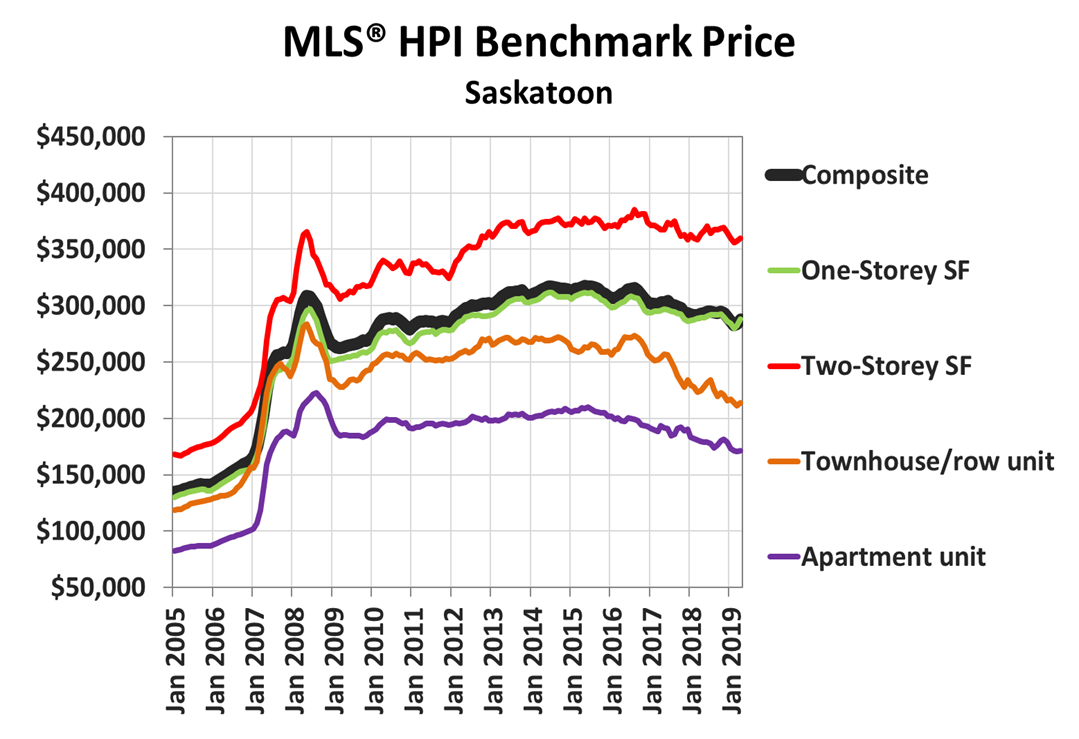 MLS® HPI Benchmark Price
Saskatoon
$450,000
$400,000
$350,000
$300,000
$250,000
$200,000
$150,000
$100,000
$50,000
Jan 2005
Jan 2006
Jan 2007
Jan 2008
Jan 2009
Jan 2010
Jan 2011
Jan 2012
Jan 2013
Jan 2014
Jan 2015
Jan 2016
Jan 2017
Jan 2018
Jan 2019
Composite
One-Storey SF
Two-Storey SF
Townhouse/row unit
Apartment unit